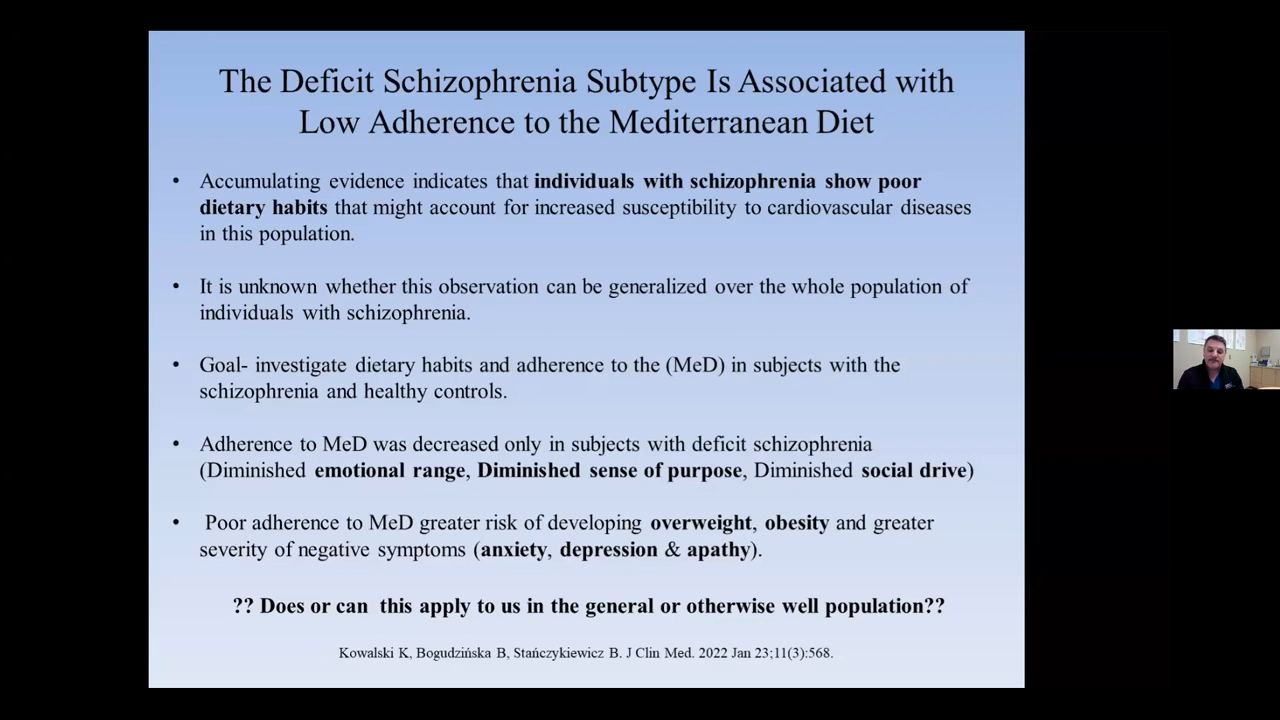 The Deficit Schizophrenia Subtype Is Associated with
Low Adherence to the Mediterranean Diet
• Accumulating evidence indicates that individuals with schizophrenia show poor
dietary habits that might account for increased susceptibility to cardiovascular diseases
in this population.
• It is unknown whether this observation can be generalized over the whole population of
individuals with schizophrenia.
• Goal- investigate dietary habits and adherence to the (MeD) in subjects with the
schizophrenia and healthy controls.
• Adherence to MeD was decreased only in subjects with deficit schizophrenia
(Diminished emotional range, Diminished sense of purpose, Diminished social drive)
• Poor adherence to MeD greater risk of developing overweight, obesity and greater
severity of negative symptoms (anxiety, depression & apathy).
?? Does or can this apply to us in the general or otherwise well population??
Kowalski K, Bogudzińska B, Stańczykiewicz B. J Clin Med. 2022 Jan 23;11(3):568.